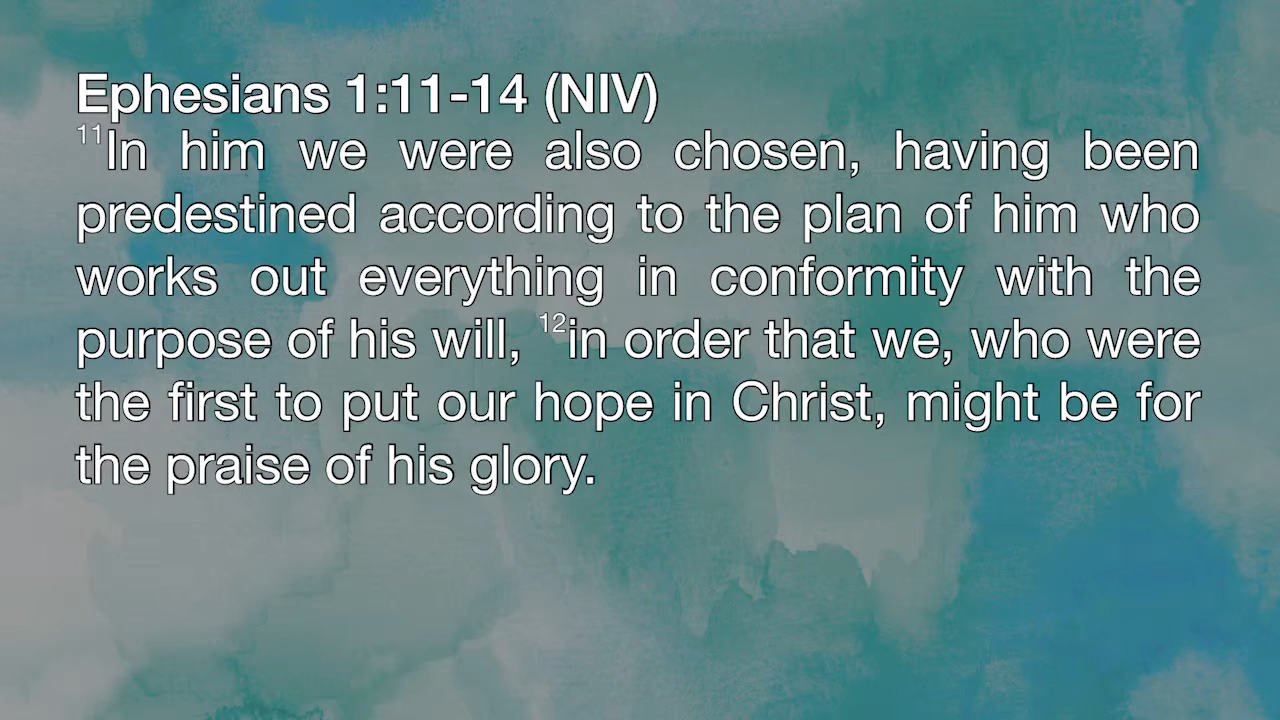 Ephesians 1:11-14 (NIV)
11In him we were also chosen, having been
predestined according to the plan of him who
works out everything in conformity with the
purpose of his will, 12in order that we, who were
the first to put our hope in Christ, might be for
the praise of his glory.